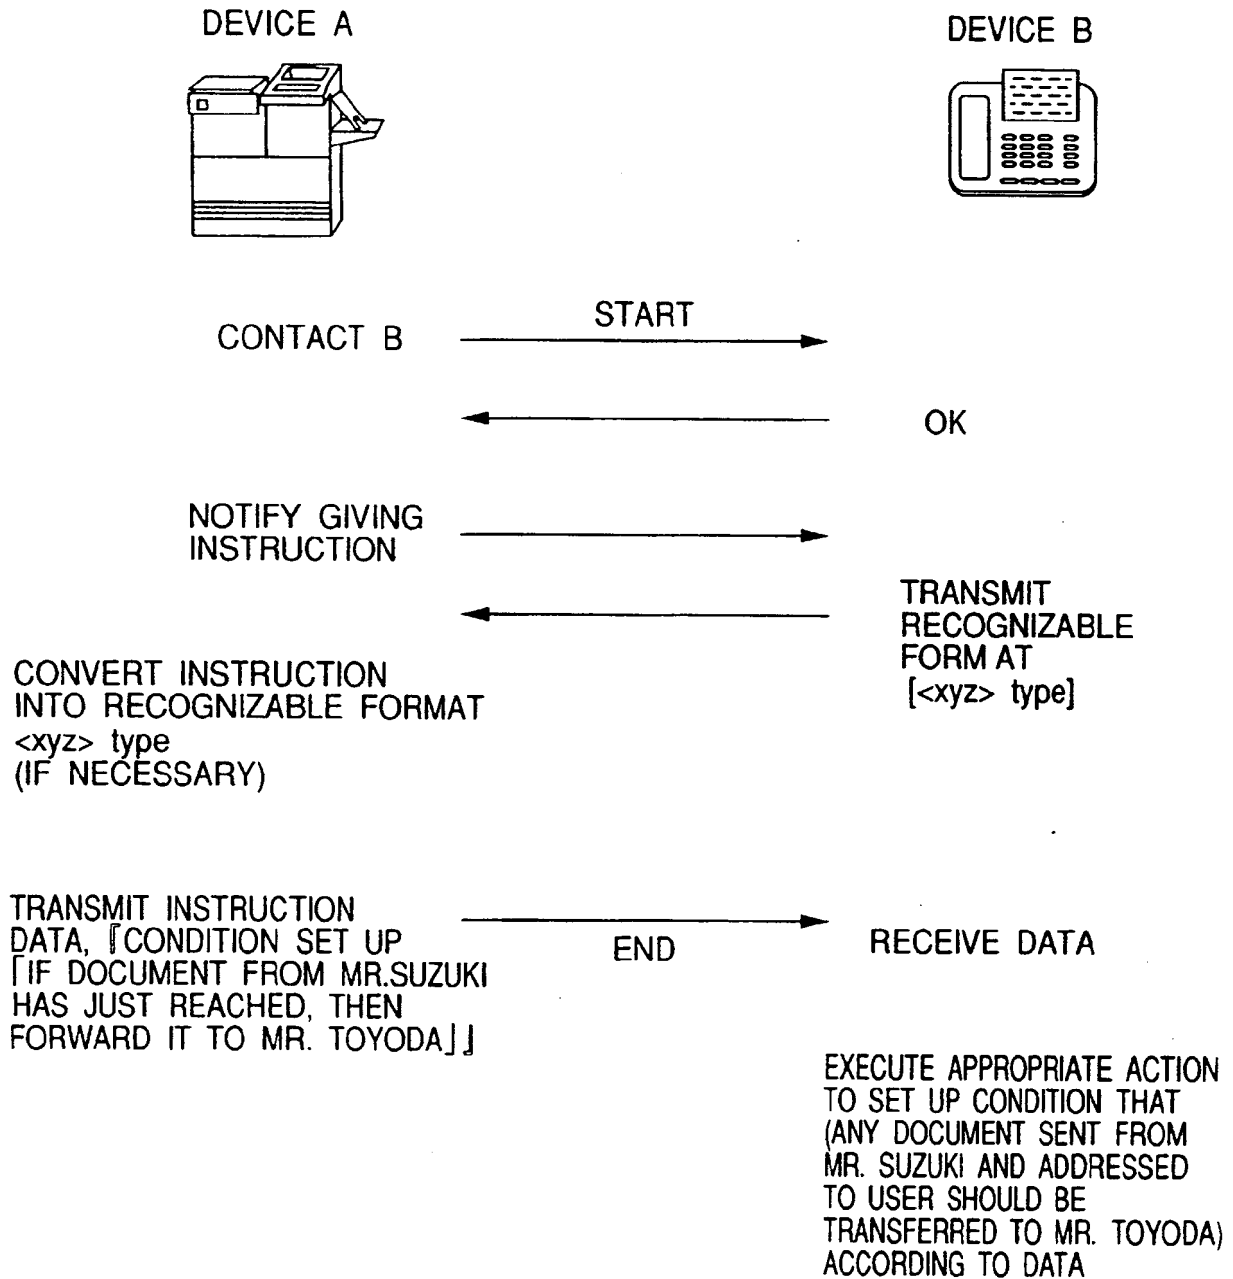 DEVICE A
DEVICE B
CONTACT B
START
OK
NOTIFY GIVING
INSTRUCTION
TRANSMIT
RECOGNIZABLE
FORM AT
[<xyz> type]
CONVERT INSTRUCTION
INTO RECOGNIZABLE FORMAT
<xyz> type
(IF NECESSARY)
TRANSMIT INSTRUCTION
DATA, 『CONDITION SET UP
「IF DOCUMENT FROM MR.SUZUKI
HAS JUST REACHED, THEN
FORWARD IT TO MR. TOYODA」』
END
RECEIVE DATA
EXECUTE APPROPRIATE ACTION
TO SET UP CONDITION THAT
(ANY DOCUMENT SENT FROM
MR. SUZUKI AND ADDRESSED
TO USER SHOULD BE
TRANSFERRED TO MR. TOYODA)
ACCORDING TO DATA